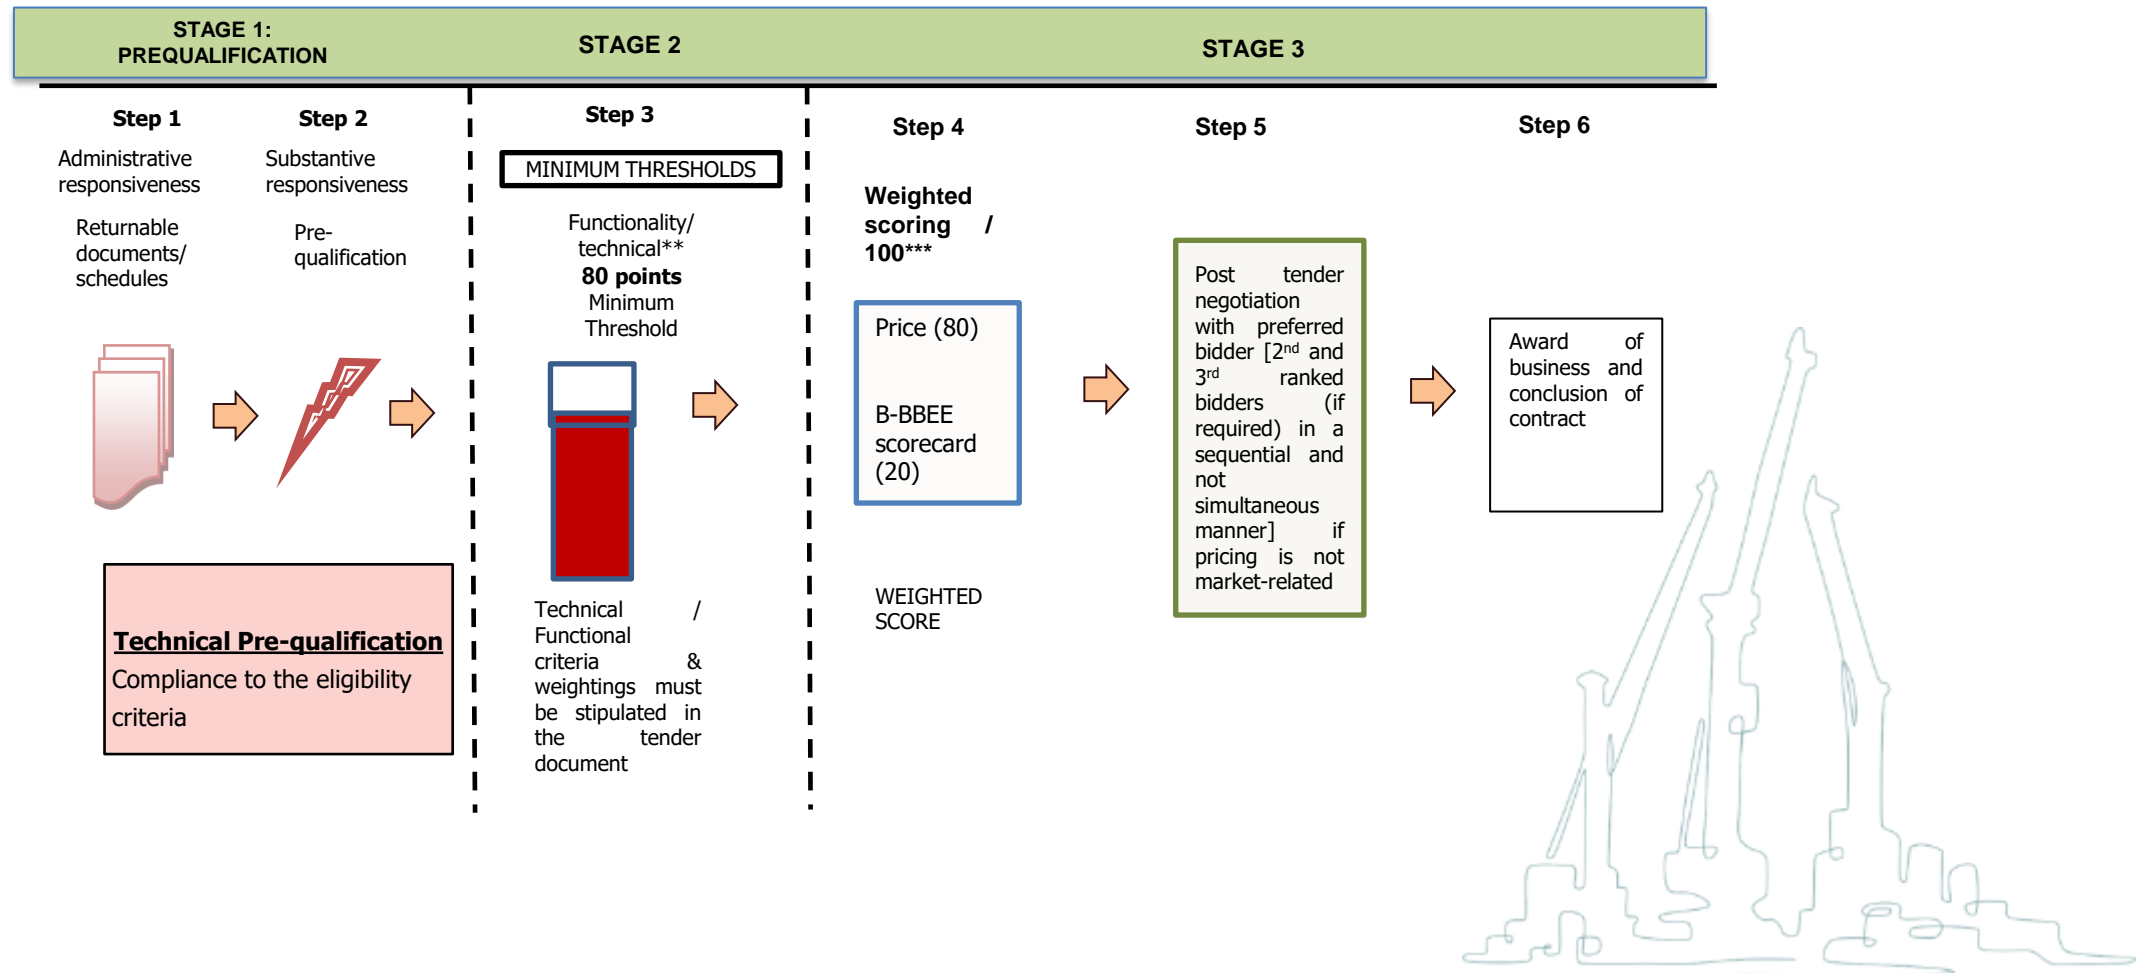 STAGE 1:
PREQUALIFICATION
STAGE 2
STAGE 3
Step 1
Administrative
responsiveness
Returnable
documents/
schedules
Step 2
Substantive
responsiveness
Pre-
qualification
Technical Pre-qualification
Compliance to the eligibility
criteria
Step 3
MINIMUM THRESHOLDS
Functionality/
technical**
80 points
Minimum
Threshold
Technical /
Functional
criteria &
weightings must
be stipulated in
the tender
document
Step 4
Weighted
scoring /
100***
Price (80)
B-BBEE
scorecard
(20)
WEIGHTED
SCORE
Step 5
Post tender
negotiation
with preferred
bidder [2nd and
3rd ranked
bidders (if
required) in a
sequential and
not
simultaneous
manner] if
pricing is not
market-related
Step 6
Award of
business and
conclusion of
contract